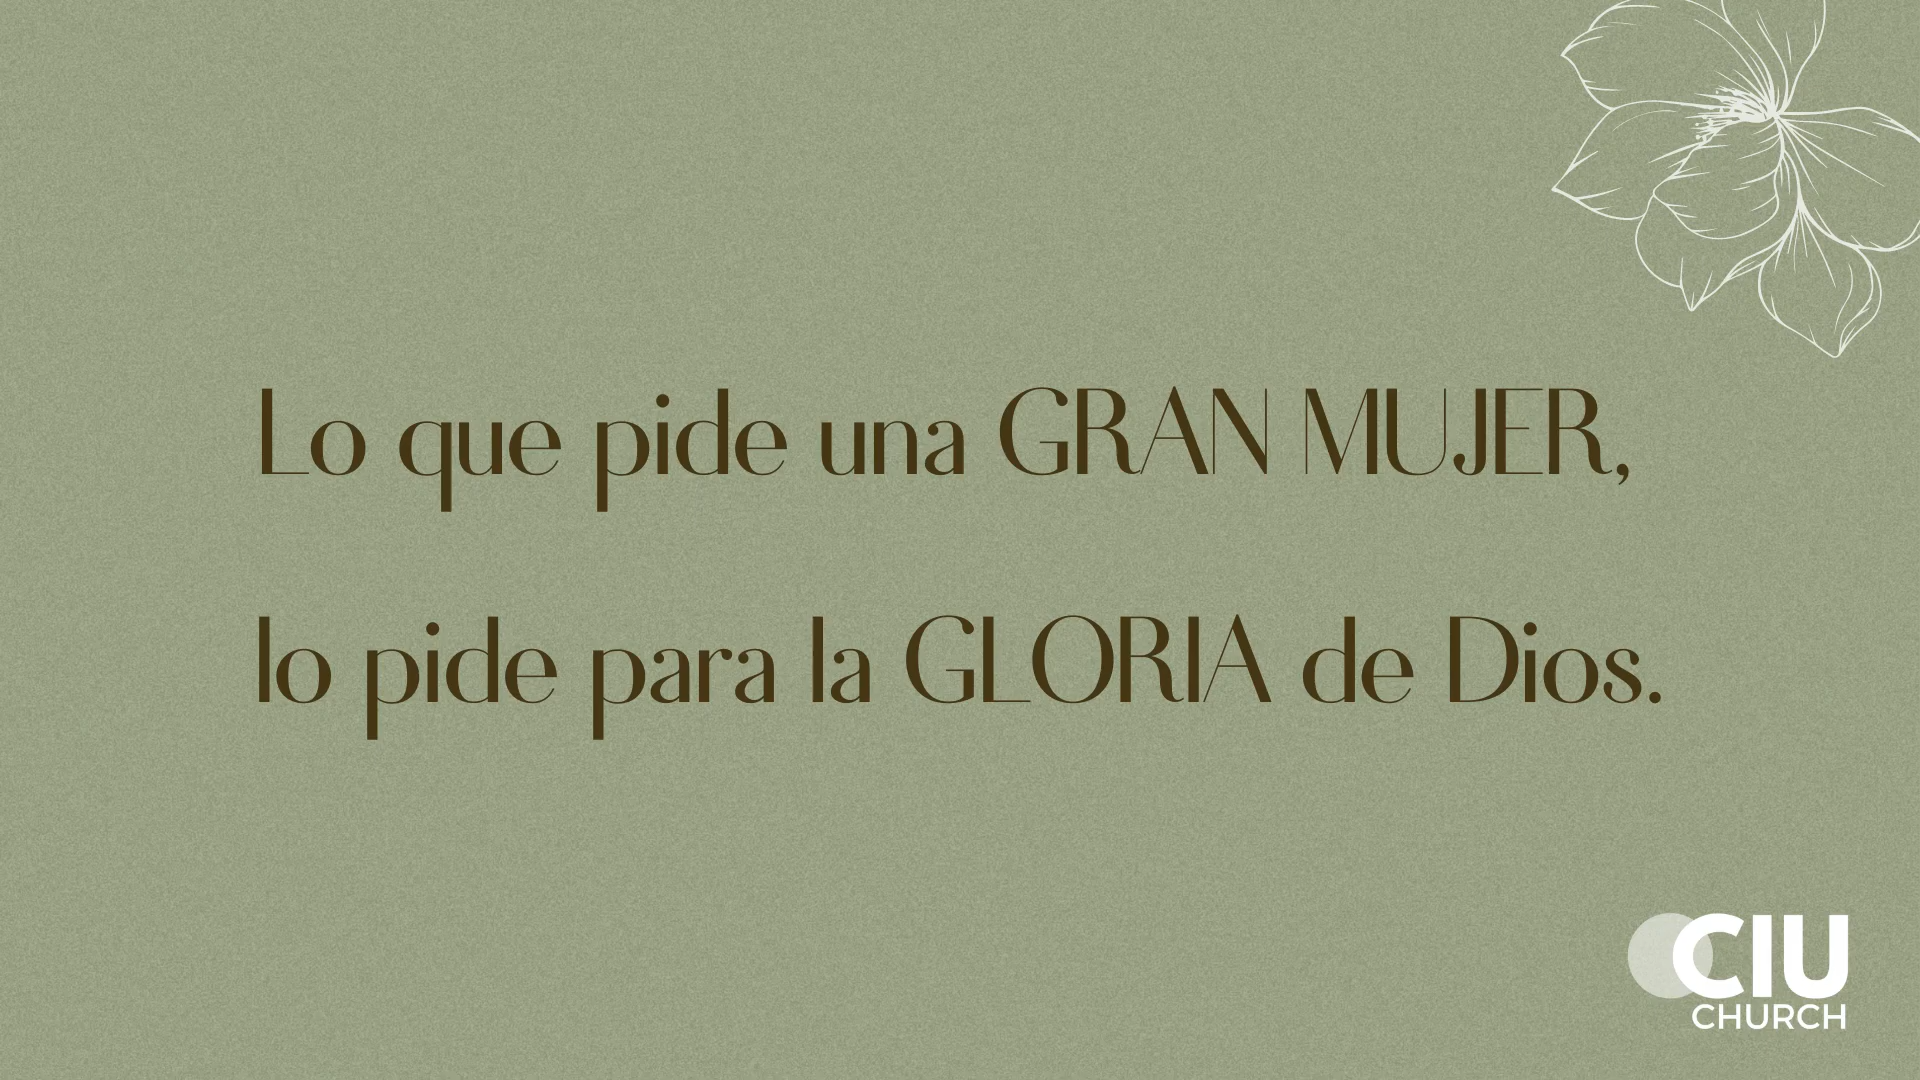 Lo que pide una GRAN MUJER,
lo pide para la GLORIA de Dios.
CIU
CHURCH